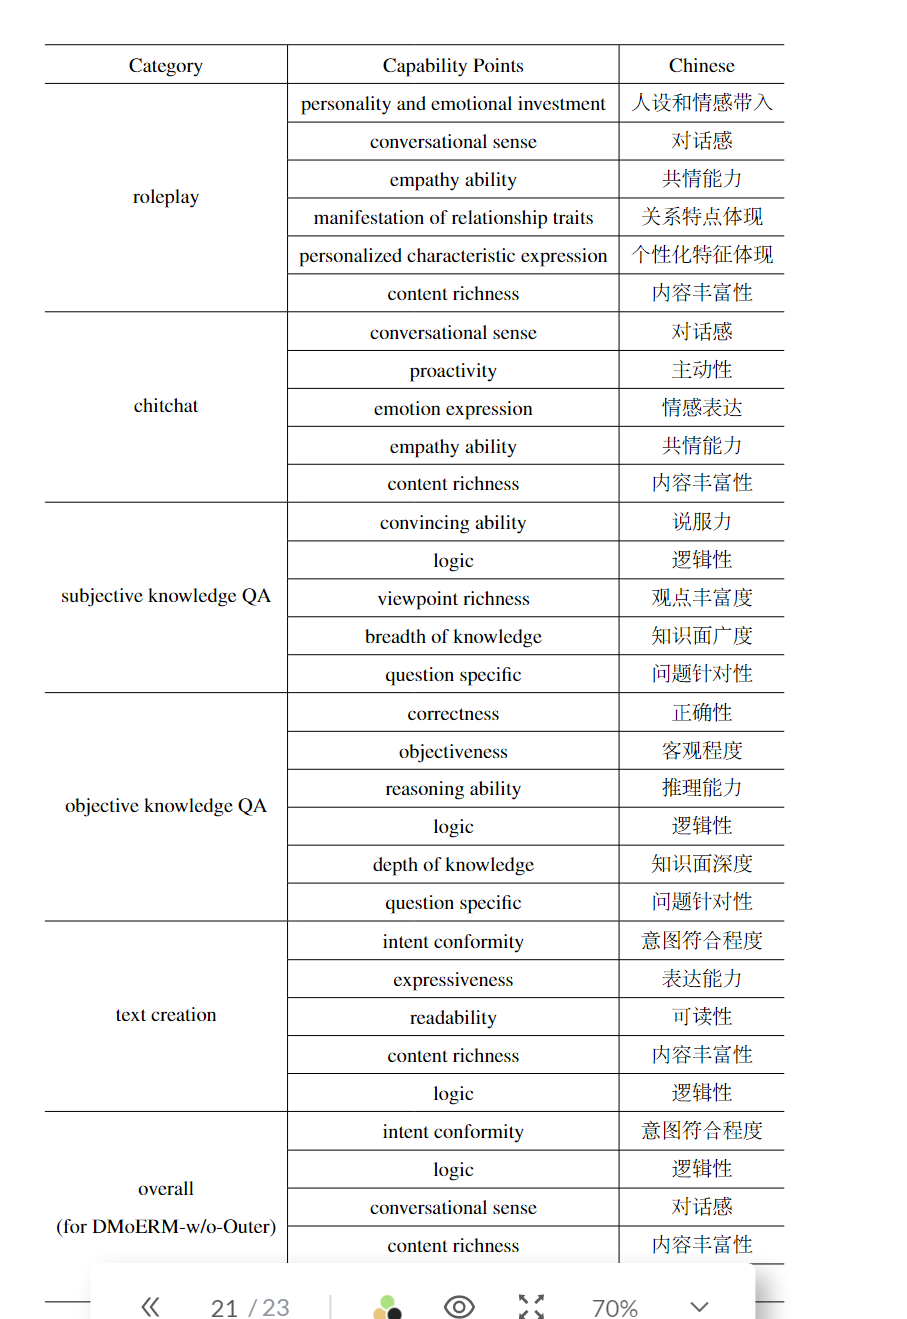 Category Capability Points Chinese
roleplay
personality and emotional investment 人设和情感带入
conversational sense 对话感
empathy ability 共情能力
manifestation of relationship traits 关系特点体现
personalized characteristic expression 个性化特征体现
content richness 内容丰富性
chitchat
conversational sense 对话感
proactivity 主动性
emotion expression 情感表达
empathy ability 共情能力
content richness 内容丰富性
subjective knowledge QA
convincing ability 说服力
logic 逻辑性
viewpoint richness 观点丰富度
breadth of knowledge 知识面广度
question specific 问题针对性
objective knowledge QA
correctness 正确性
objectiveness 客观程度
reasoning ability 推理能力
logic 逻辑性
depth of knowledge 知识面深度
question specific 问题针对性
text creation
intent conformity 意图符合程度
expressiveness 表达能力
readability 可读性
content richness 内容丰富性
logic 逻辑性
overall
(for DMoERM-w/o-Outer)
intent conformity 意图符合程度
logic 逻辑性
conversational sense 对话感
content richness 内容丰富性
21 / 23 70%